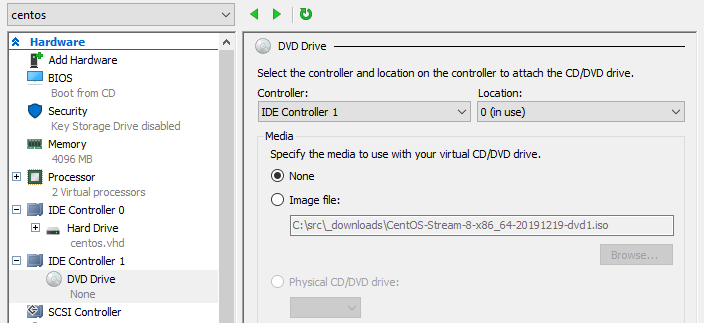 centos
Hardware
Add Hardware
BIOS
Boot from CD
Security
Key Storage Drive disabled
Memory
4096 MB
Processor
2 Virtual processors
IDE Controller 0
Hard Drive
centos.vhd
IDE Controller 1
DVD Drive
None
SCSI Controller
DVD Drive
Select the controller and location on the controller to attach the CD/DVD drive.
Controller: Location:
IDE Controller 1 0 (in use)
Media
Specify the media to use with your virtual CD/DVD drive.
None
Image file:
C:\src\_downloads\CentOS-Stream-8-x86_64-20191219-dvd1.iso
Browse...
Physical CD/DVD drive: